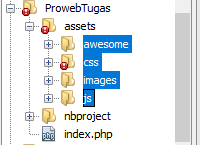 ProwebTugas
assets
awesome
css
images
js
nbproject
index.php